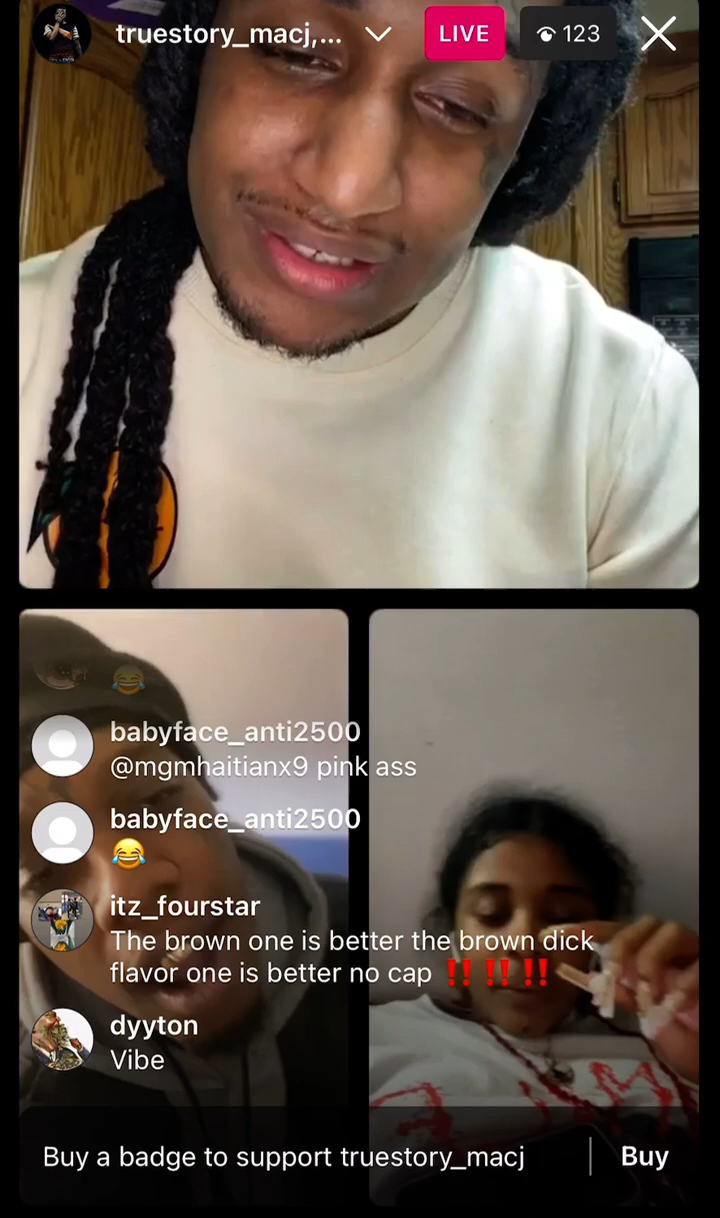 truestory_macj,...
LIVE
123
babyface_anti2500
@mgmhaitianx9 pink ass
babyface_anti2500
itz_fourstar
The brown one is better the brown dick
flavor one is better no cap ‼️ ‼️ ‼️
dyyton
Vibe
Buy a badge to support truestory_macj
Buy